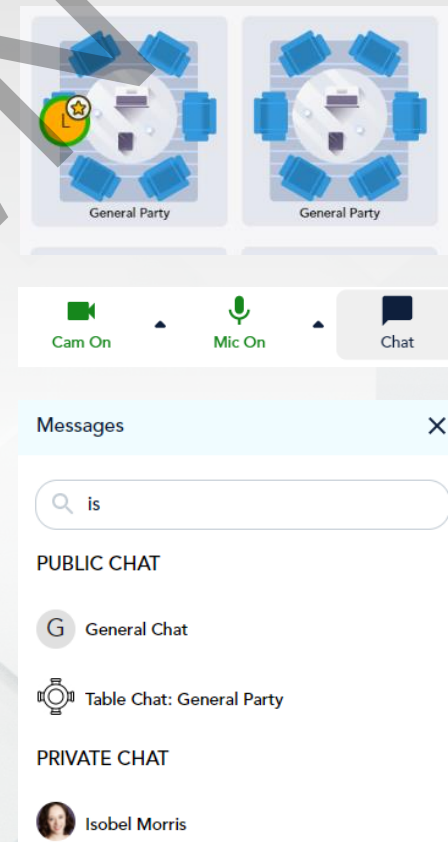 L
General Party
General Party
Cam On
Mic On
Chat
Messages
is
PUBLIC CHAT
G General Chat
Table Chat: General Party
PRIVATE CHAT
Isobel Morris